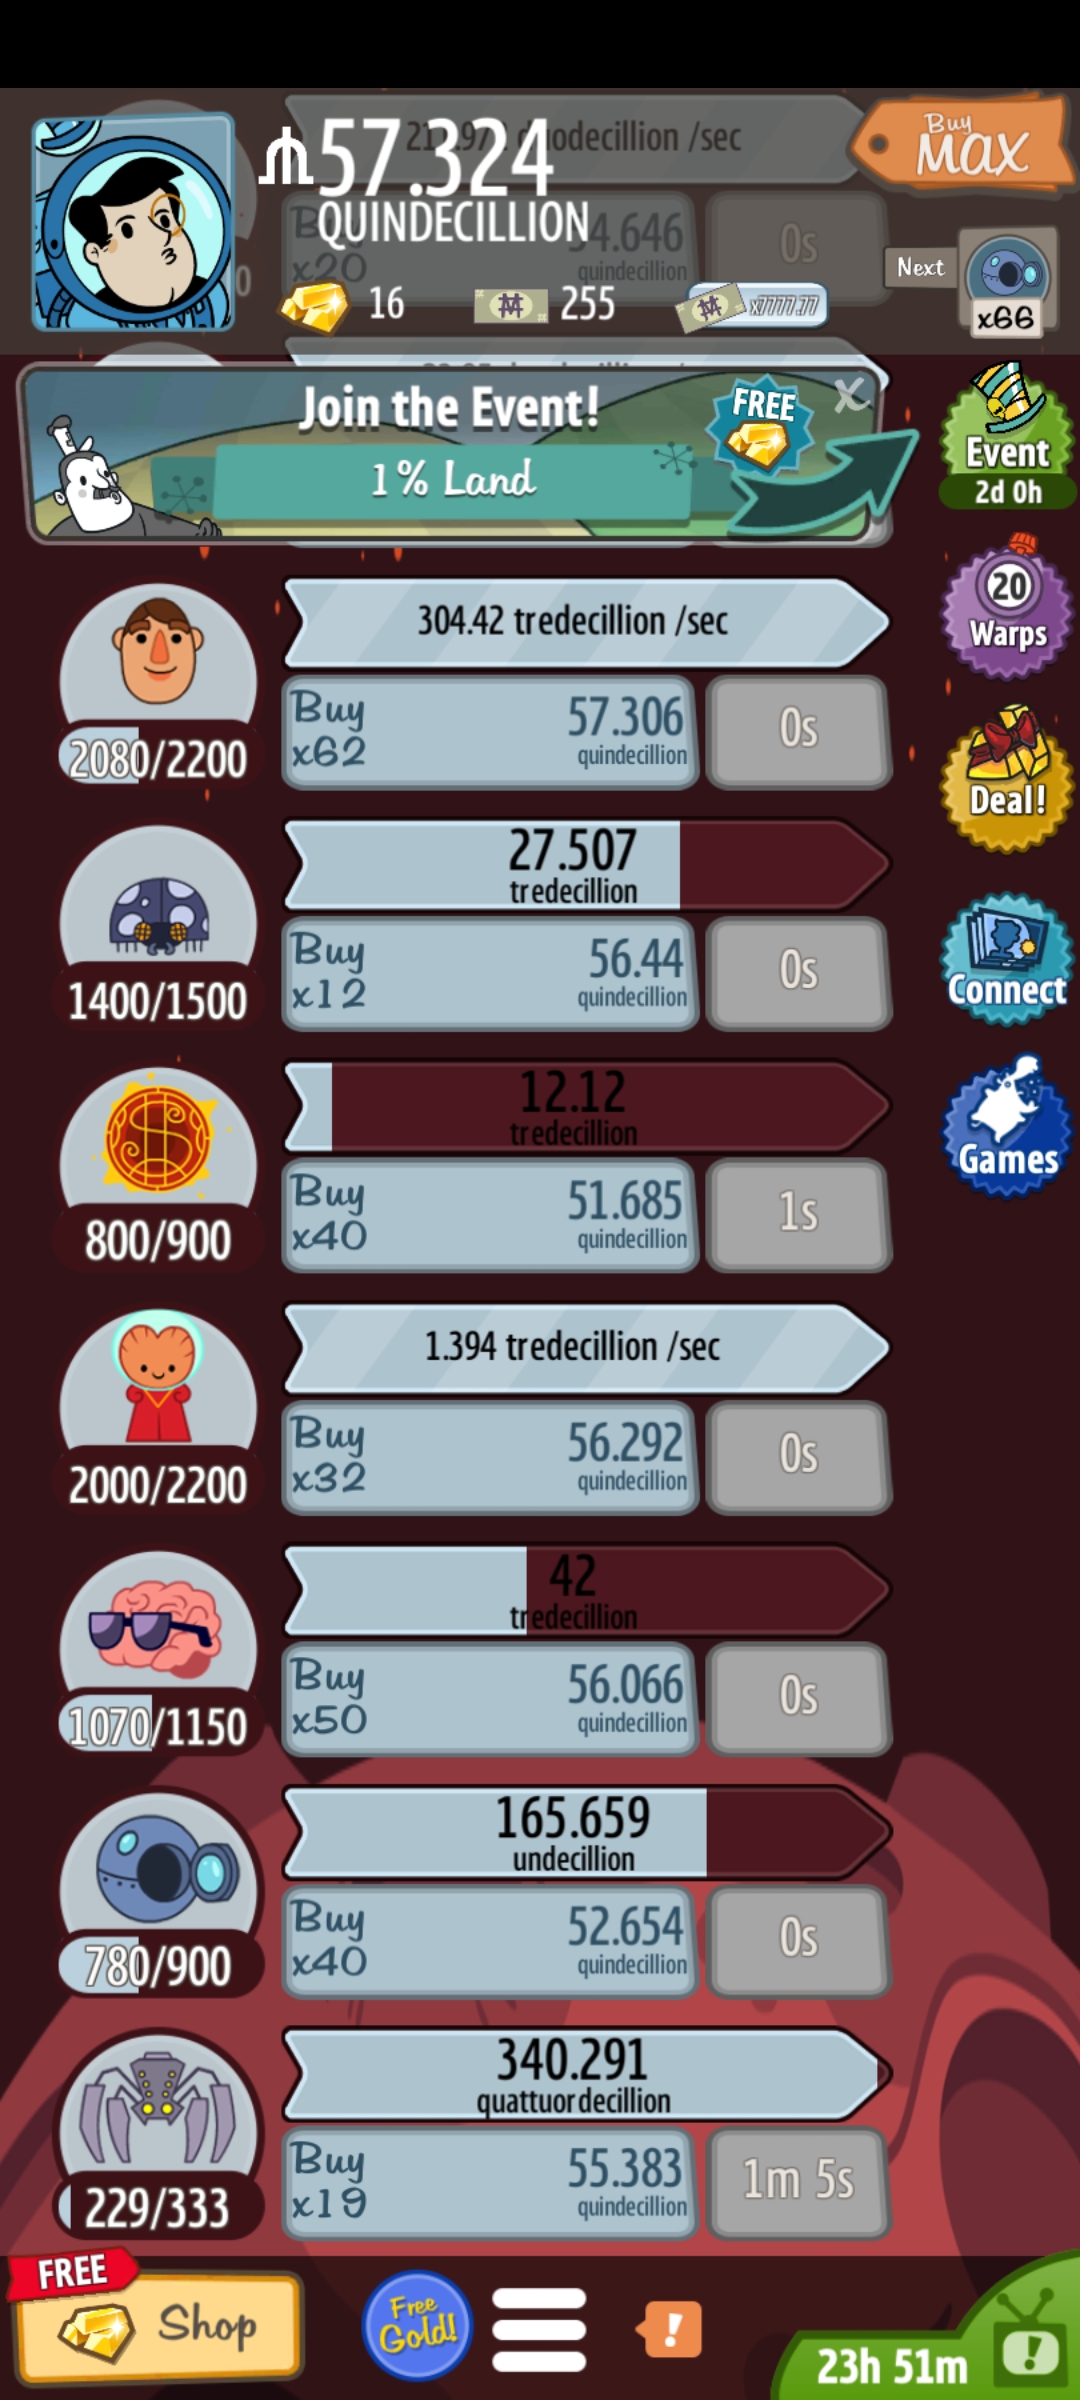 duodecillion /sec
57.324
QUINDECILLION
Buy
MAX
x20
4.646
quindecillion
0s
Next
x66
16
255
x7777.77
Join the Event!
FREE
X
1% Land
Event
2d 0h
20
Warps
304.42 tredecillion /sec
Buy
x62
57.306
quindecillion
0s
2080/2200
Deal!
27.507
tredecillion
Buy
x12
56.44
quindecillion
0s
1400/1500
Connect
12.12
tredecillion
Buy
x40
51.685
quindecillion
1s
800/900
Games
1.394 tredecillion /sec
Buy
x32
56.292
quindecillion
0s
2000/2200
42
tredecillion
Buy
x50
56.066
quindecillion
0s
1070/1150
165.659
undecillion
Buy
x40
52.654
quindecillion
0s
780/900
340.291
quattuordecillion
Buy
x19
55.383
quindecillion
1m 5s
229/333
FREE
Shop
Free
Gold!
!
23h 51m
!